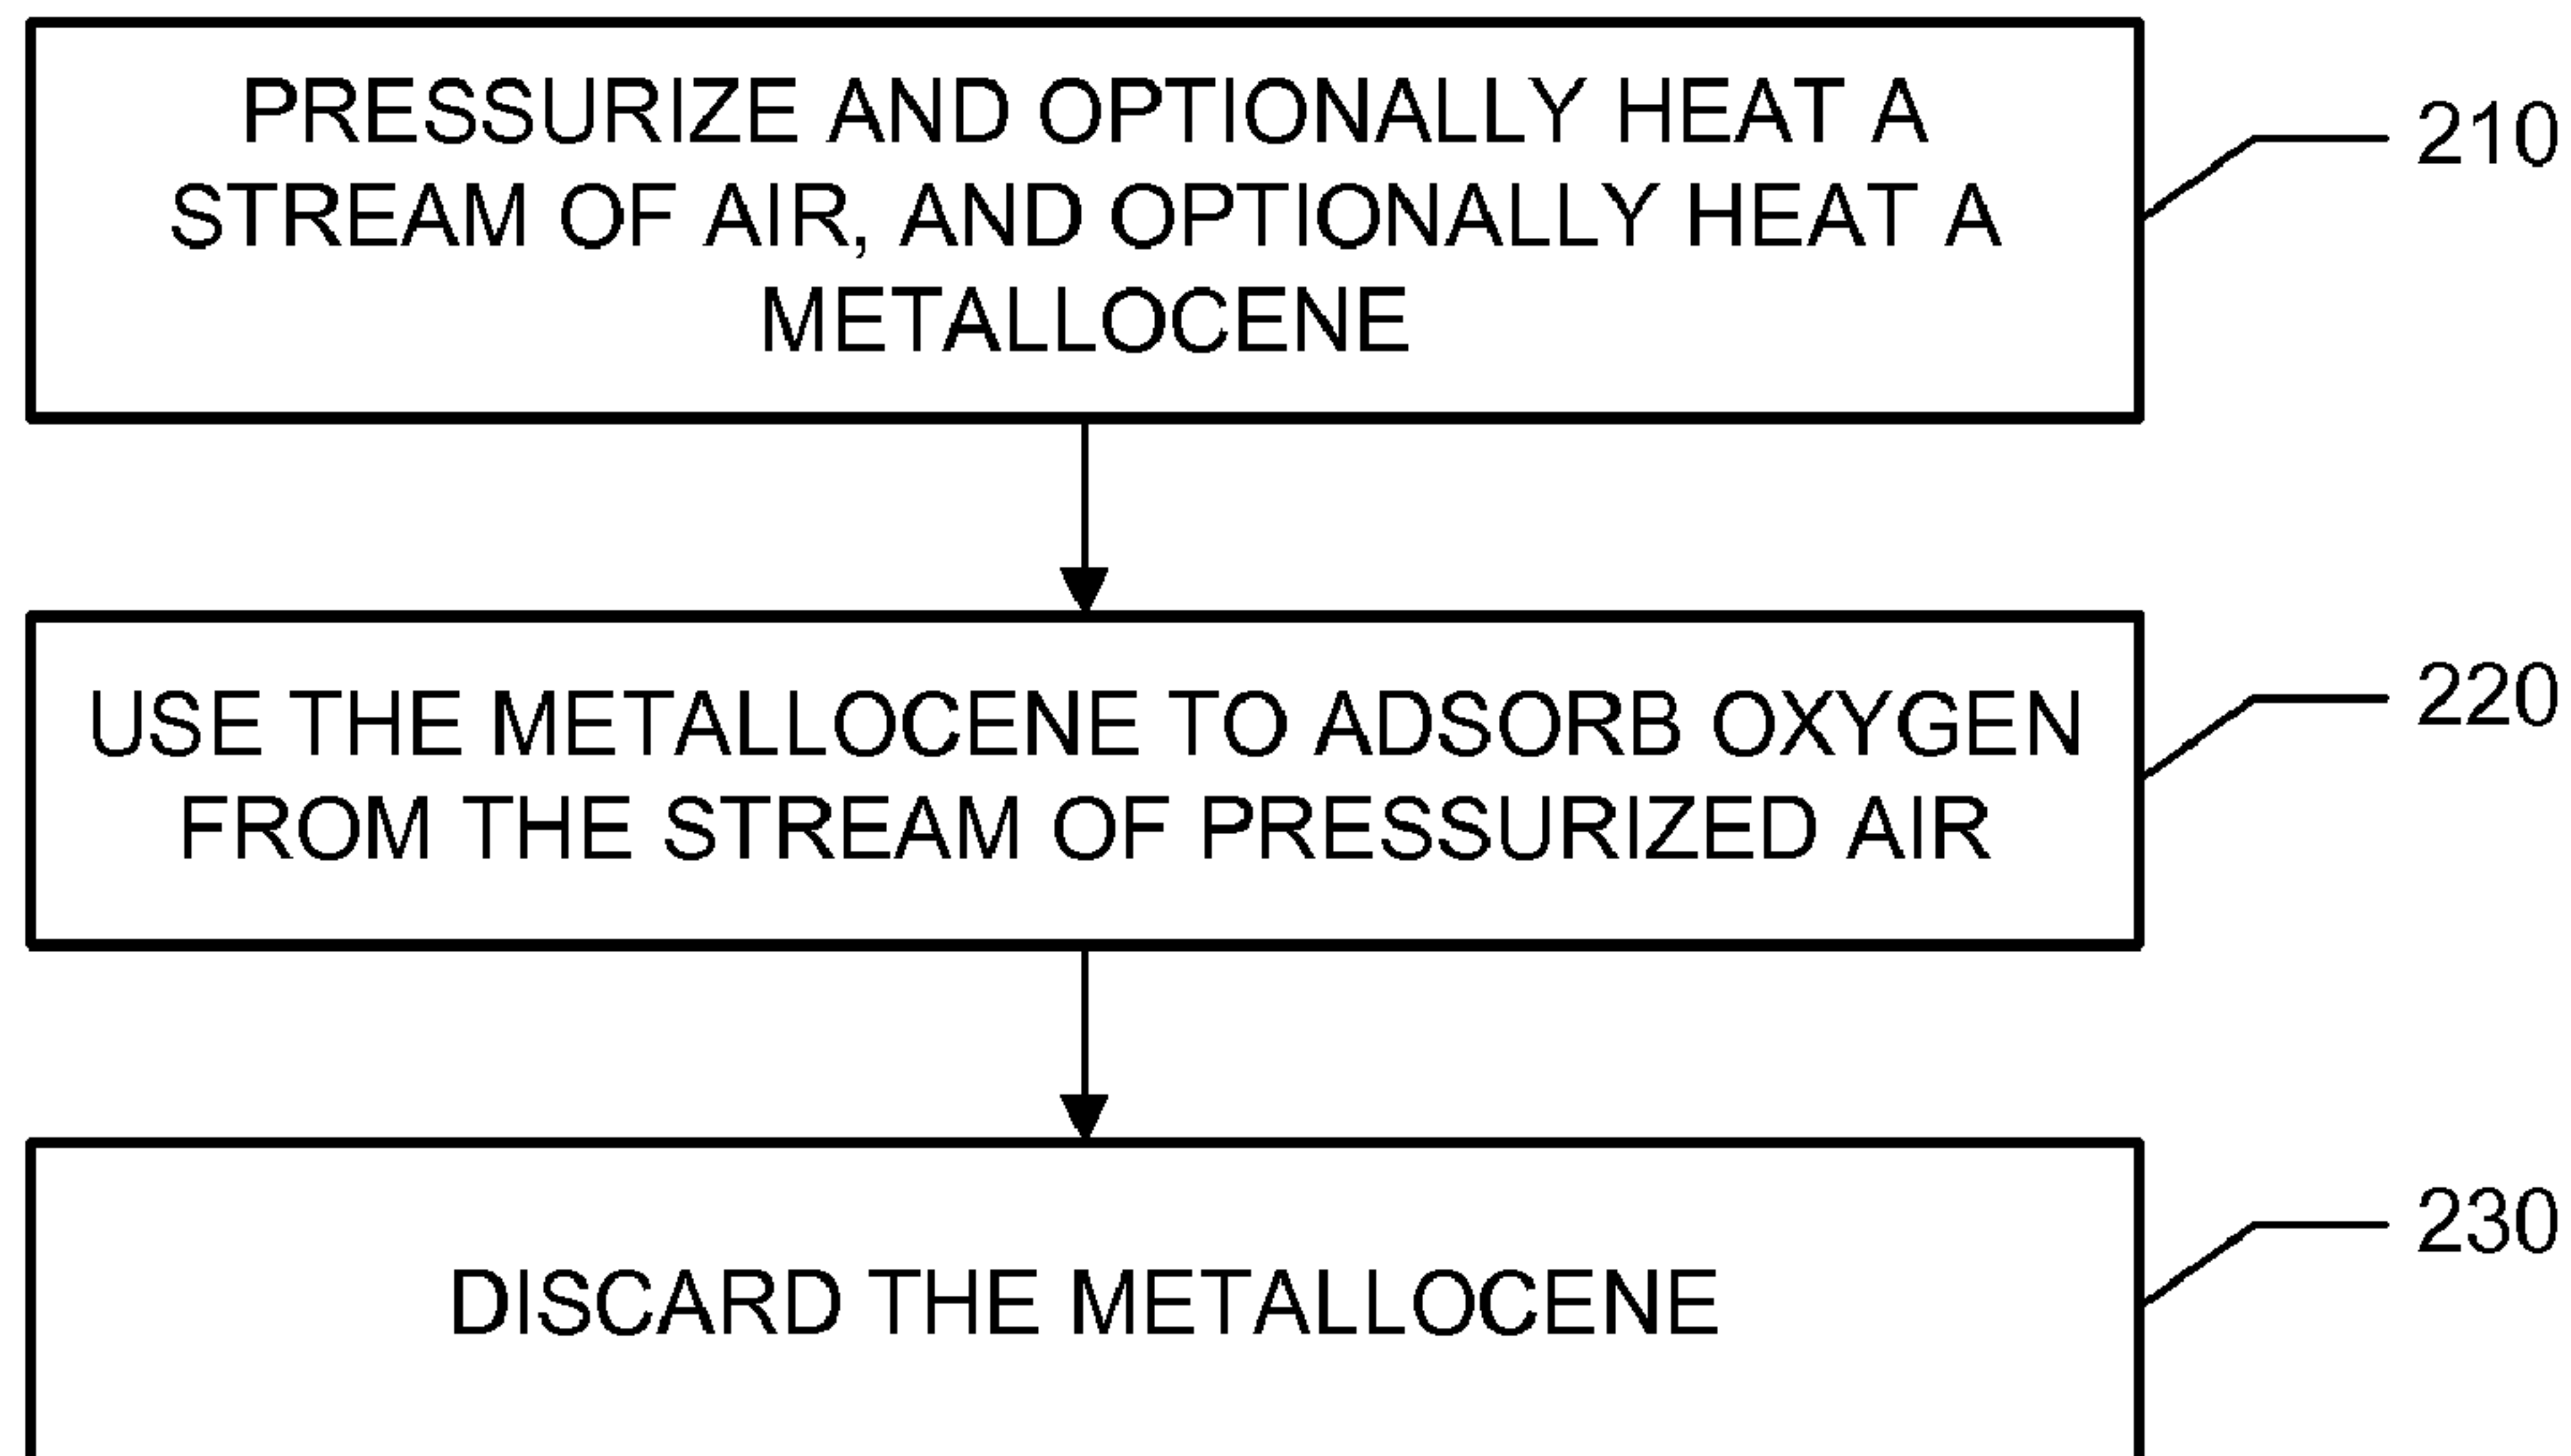 PRESSURIZE AND OPTIONALLY HEAT A
STREAM OF AIR, AND OPTIONALLY HEAT A
METALLOCENE
210
USE THE METALLOCENE TO ADSORB OXYGEN
FROM THE STREAM OF PRESSURIZED AIR
220
DISCARD THE METALLOCENE
230